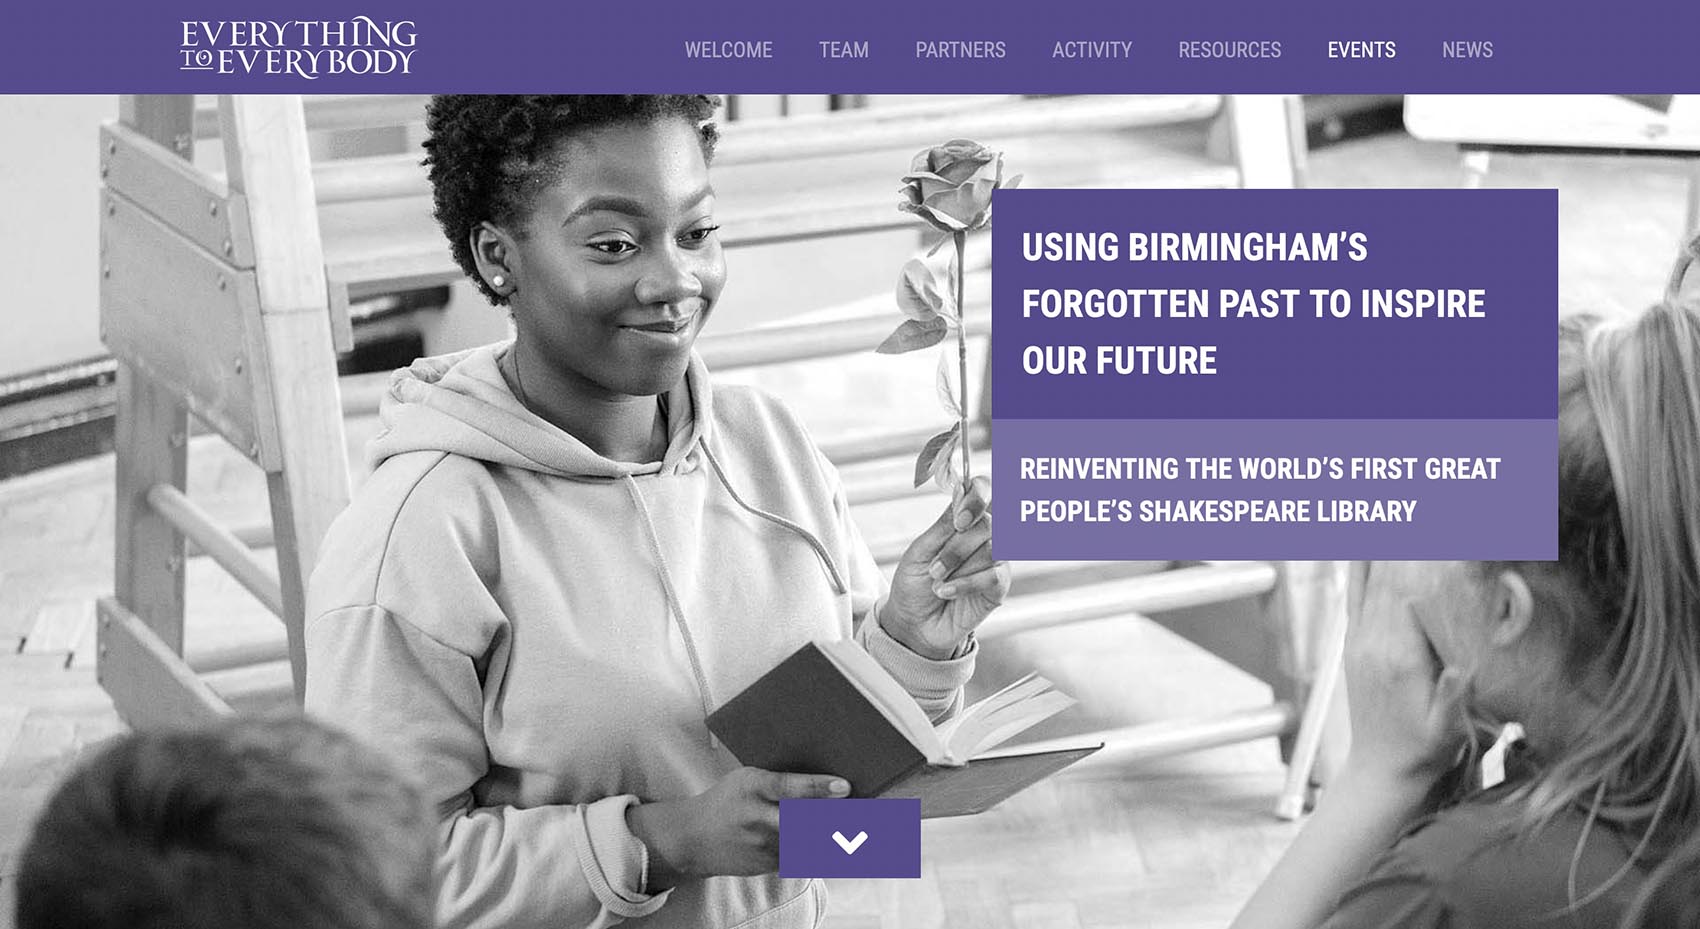 EVERYTHING
TO EVERYBODY
WELCOME TEAM PARTNERS ACTIVITY RESOURCES EVENTS NEWS
USING BIRMINGHAM’S
FORGOTTEN PAST TO INSPIRE
OUR FUTURE
REINVENTING THE WORLD’S FIRST GREAT
PEOPLE’S SHAKESPEARE LIBRARY